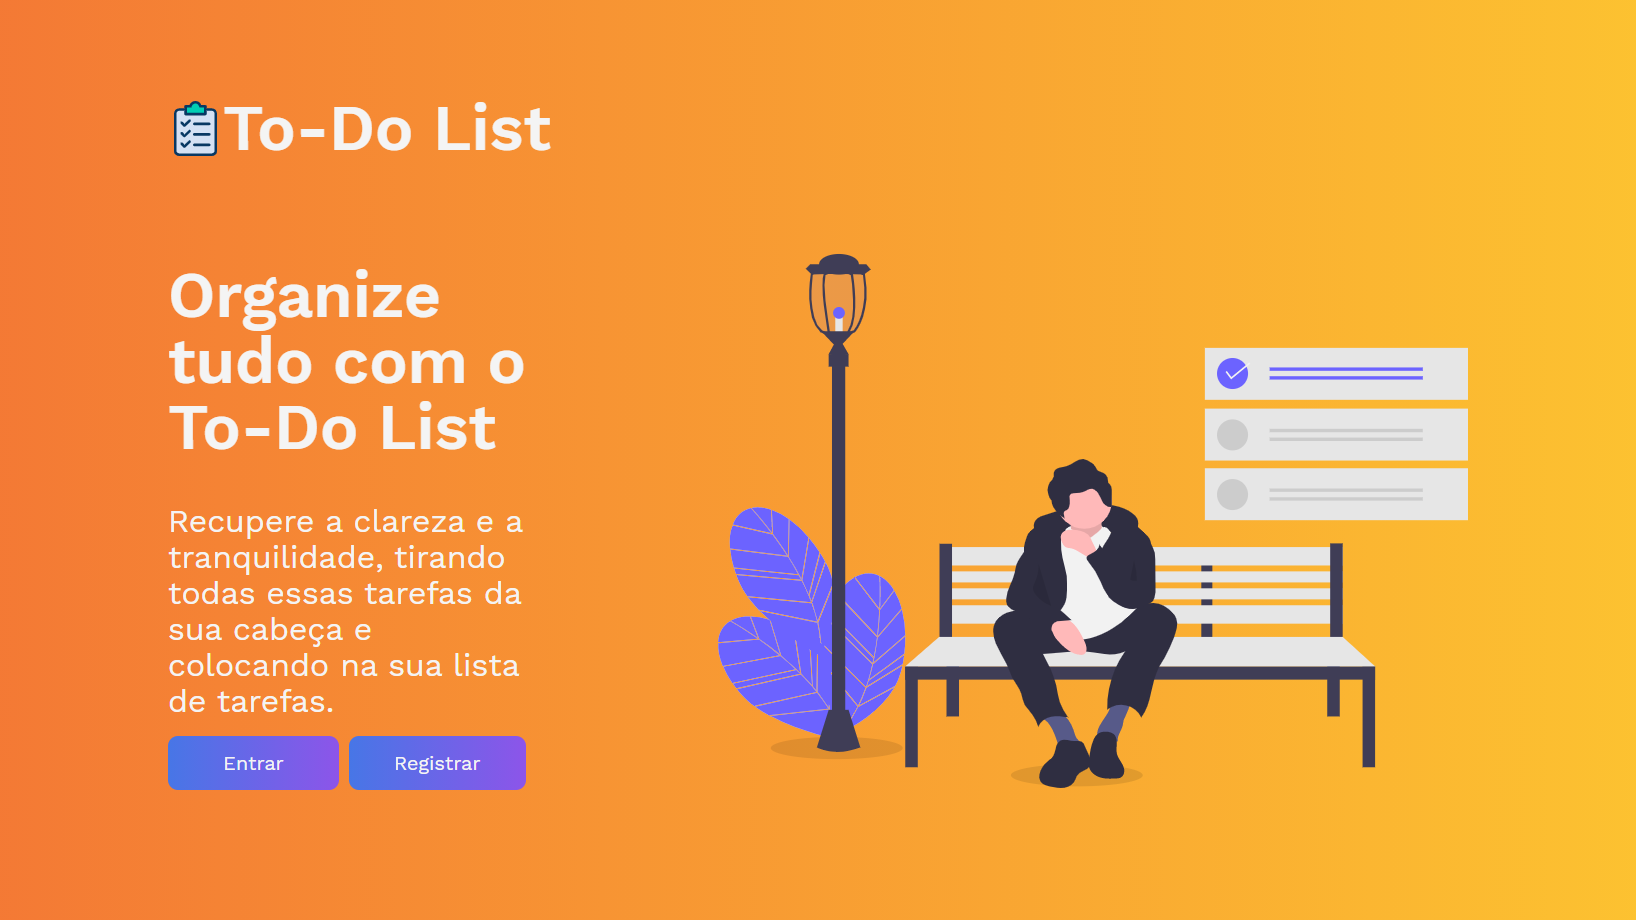 To-Do List
Organize
tudo com o
To-Do List
Recupere a clareza e a
tranquilidade, tirando
todas essas tarefas da
sua cabeça e
colocando na sua lista
de tarefas.
Entrar
Registrar